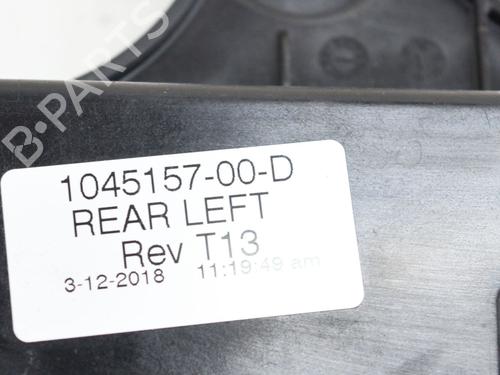 B-PARTS
1045157-00-D
REAR LEFT
Rev T13
3-12-2018 11:19:49 am